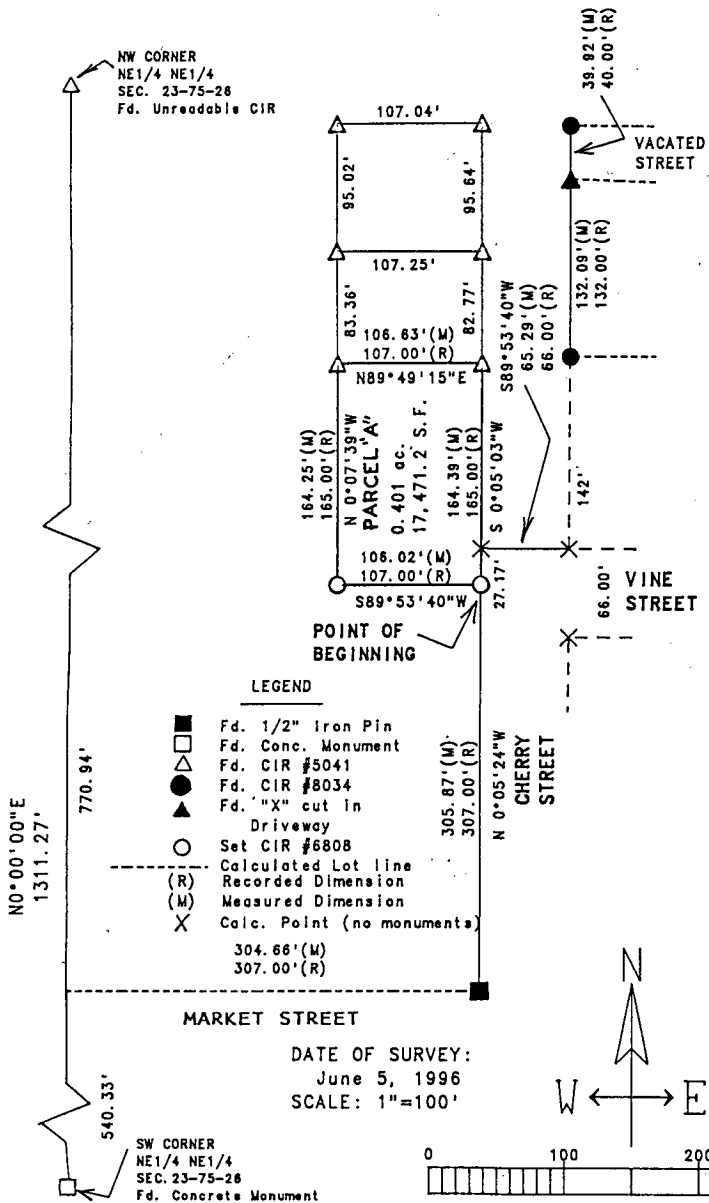 NW CORNER
NE1/4 NE1/4
SEC. 23-75-26
Fd. Unreadable CIR
39.92'(M)
40.00'(R)
VACATED
STREET
107.04'
95.02'
95.64'
107.25'
83.36'
82.77'
106.63'(M)
107.00'(R)
N89°49'15"E
S89°53'40"W
65.29'(M)
66.00'(R)
132.09'(M)
132.00'(R)
164.25'(M)
165.00'(R)
N 0°07'39"W
PARCEL "A"
0.401 ac.
17,471.2 S.F.
164.39'(M)
165.00'(R)
S 0°05'03"W
142'
106.02'(M)
107.00'(R)
S89°53'40"W
27.17'
66.00'
VINE
STREET
POINT OF
BEGINNING
LEGEND
Fd. 1/2" Iron Pin
Fd. Conc. Monument
Fd. CIR #5041
Fd. CIR #8034
Fd. "X" cut in
Driveway
Set CIR #6808
Calculated Lot line
(R) Recorded Dimension
(M) Measured Dimension
X Calc. Point (no monuments)
N0°00'00"E
1311.27'
770.94'
305.87'(M)
307.00'(R)
N 0°05'24"W
CHERRY
STREET
304.66'(M)
307.00'(R)
MARKET STREET
DATE OF SURVEY:
June 5, 1996
SCALE: 1"=100'
N
W E
540.33'
SW CORNER
NE1/4 NE1/4
SEC. 23-75-26
Fd. Concrete Monument
0 100 200